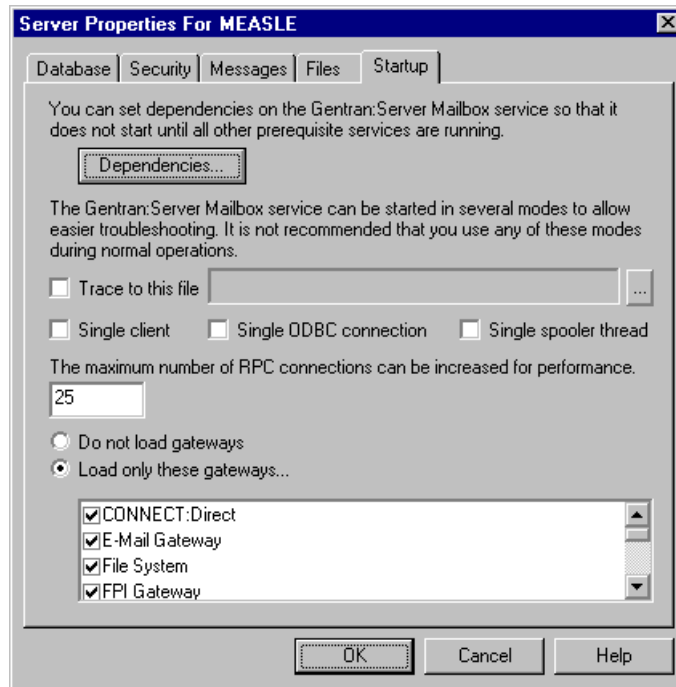 Server Properties For MEASLE
Database Security Messages Files Startup
You can set dependencies on the Gentran:Server Mailbox service so that it
does not start until all other prerequisite services are running.
Dependencies...
The Gentran:Server Mailbox service can be started in several modes to allow
easier troubleshooting. It is not recommended that you use any of these modes
during normal operations.
Trace to this file ...
Single client Single ODBC connection Single spooler thread
The maximum number of RPC connections can be increased for performance.
25
Do not load gateways
Load only these gateways...
CONNECT:Direct
E-Mail Gateway
File System
FPI Gateway
OK Cancel Help